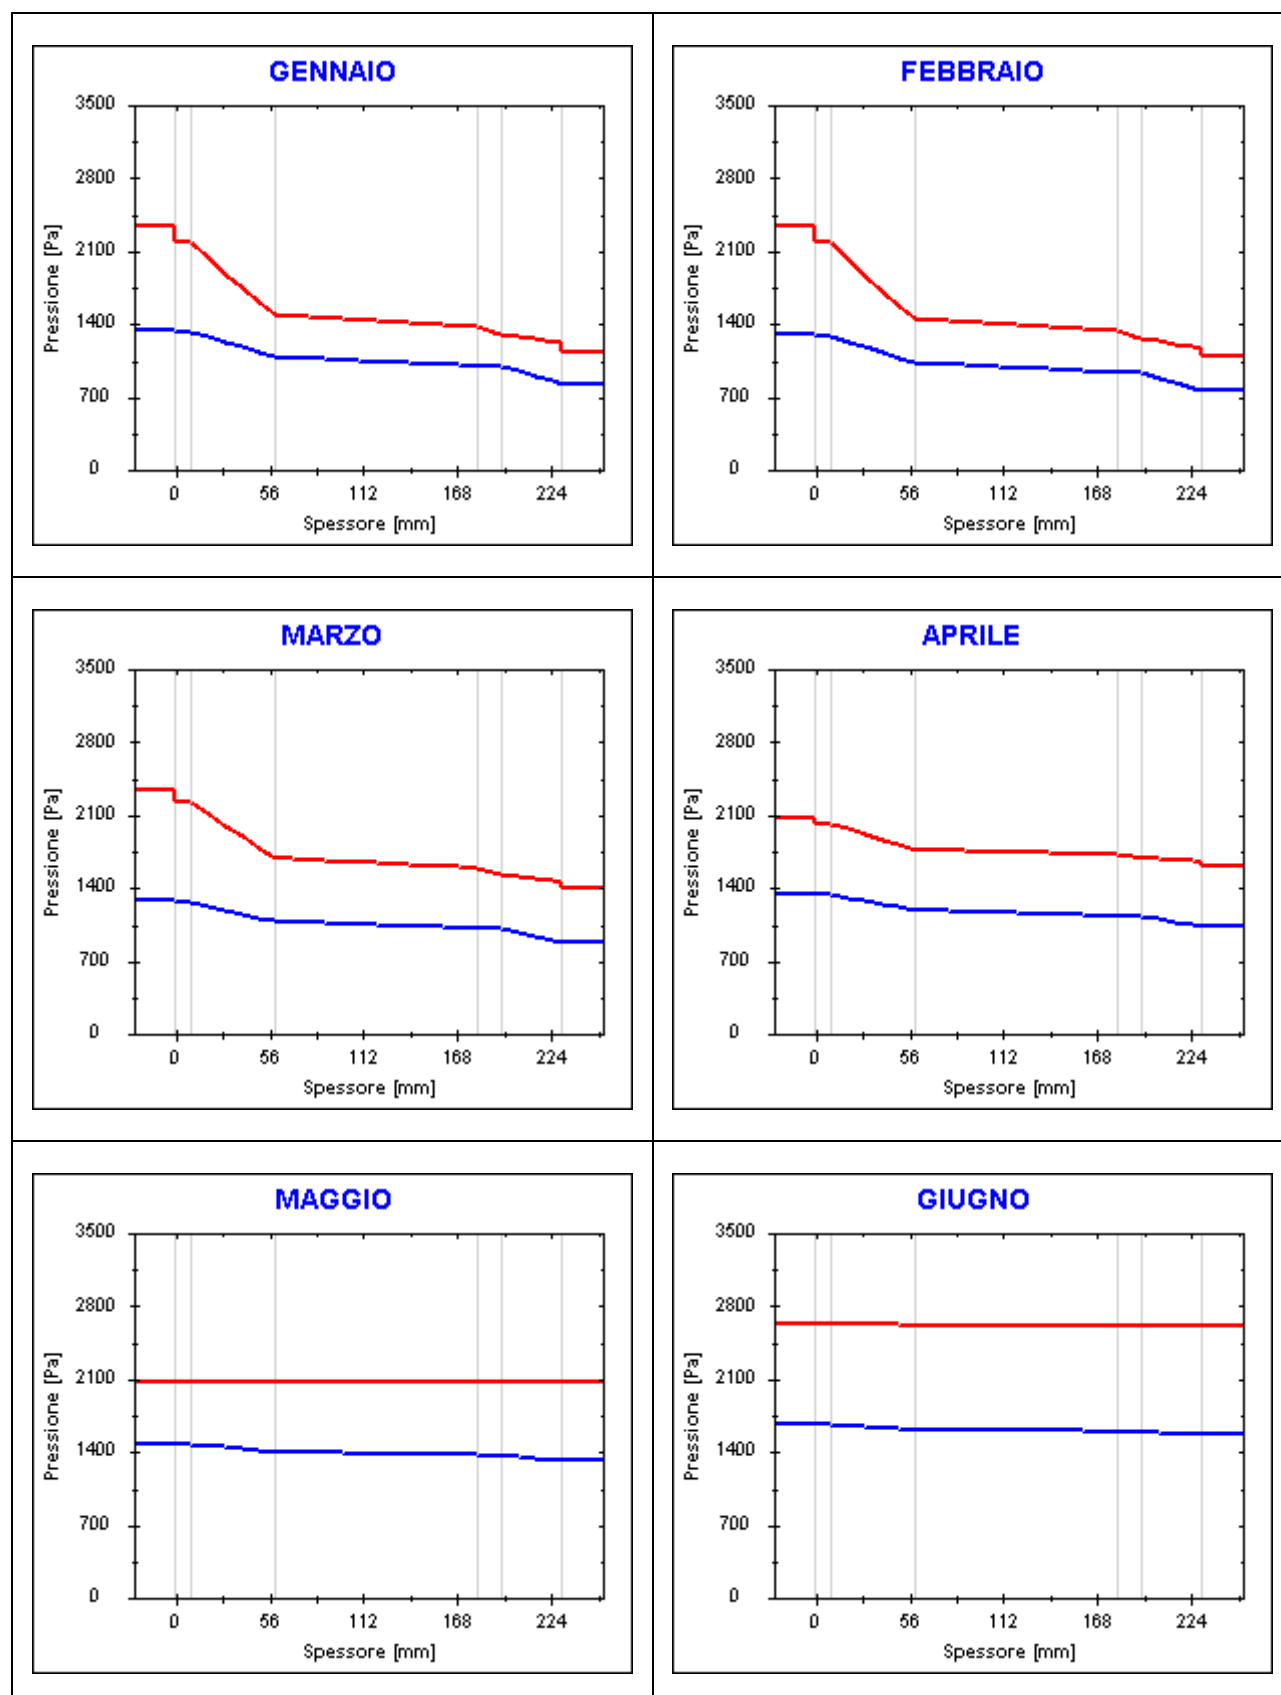 GENNAIO
3500
2800
2100
1400
700
0
Pressione [Pa]
0 56 112 168 224
Spessore [mm]
FEBBRAIO
3500
2800
2100
1400
700
0
Pressione [Pa]
0 56 112 168 224
Spessore [mm]
MARZO
3500
2800
2100
1400
700
0
Pressione [Pa]
0 56 112 168 224
Spessore [mm]
APRILE
3500
2800
2100
1400
700
0
Pressione [Pa]
0 56 112 168 224
Spessore [mm]
MAGGIO
3500
2800
2100
1400
700
0
Pressione [Pa]
0 56 112 168 224
Spessore [mm]
GIUGNO
3500
2800
2100
1400
700
0
Pressione [Pa]
0 56 112 168 224
Spessore [mm]